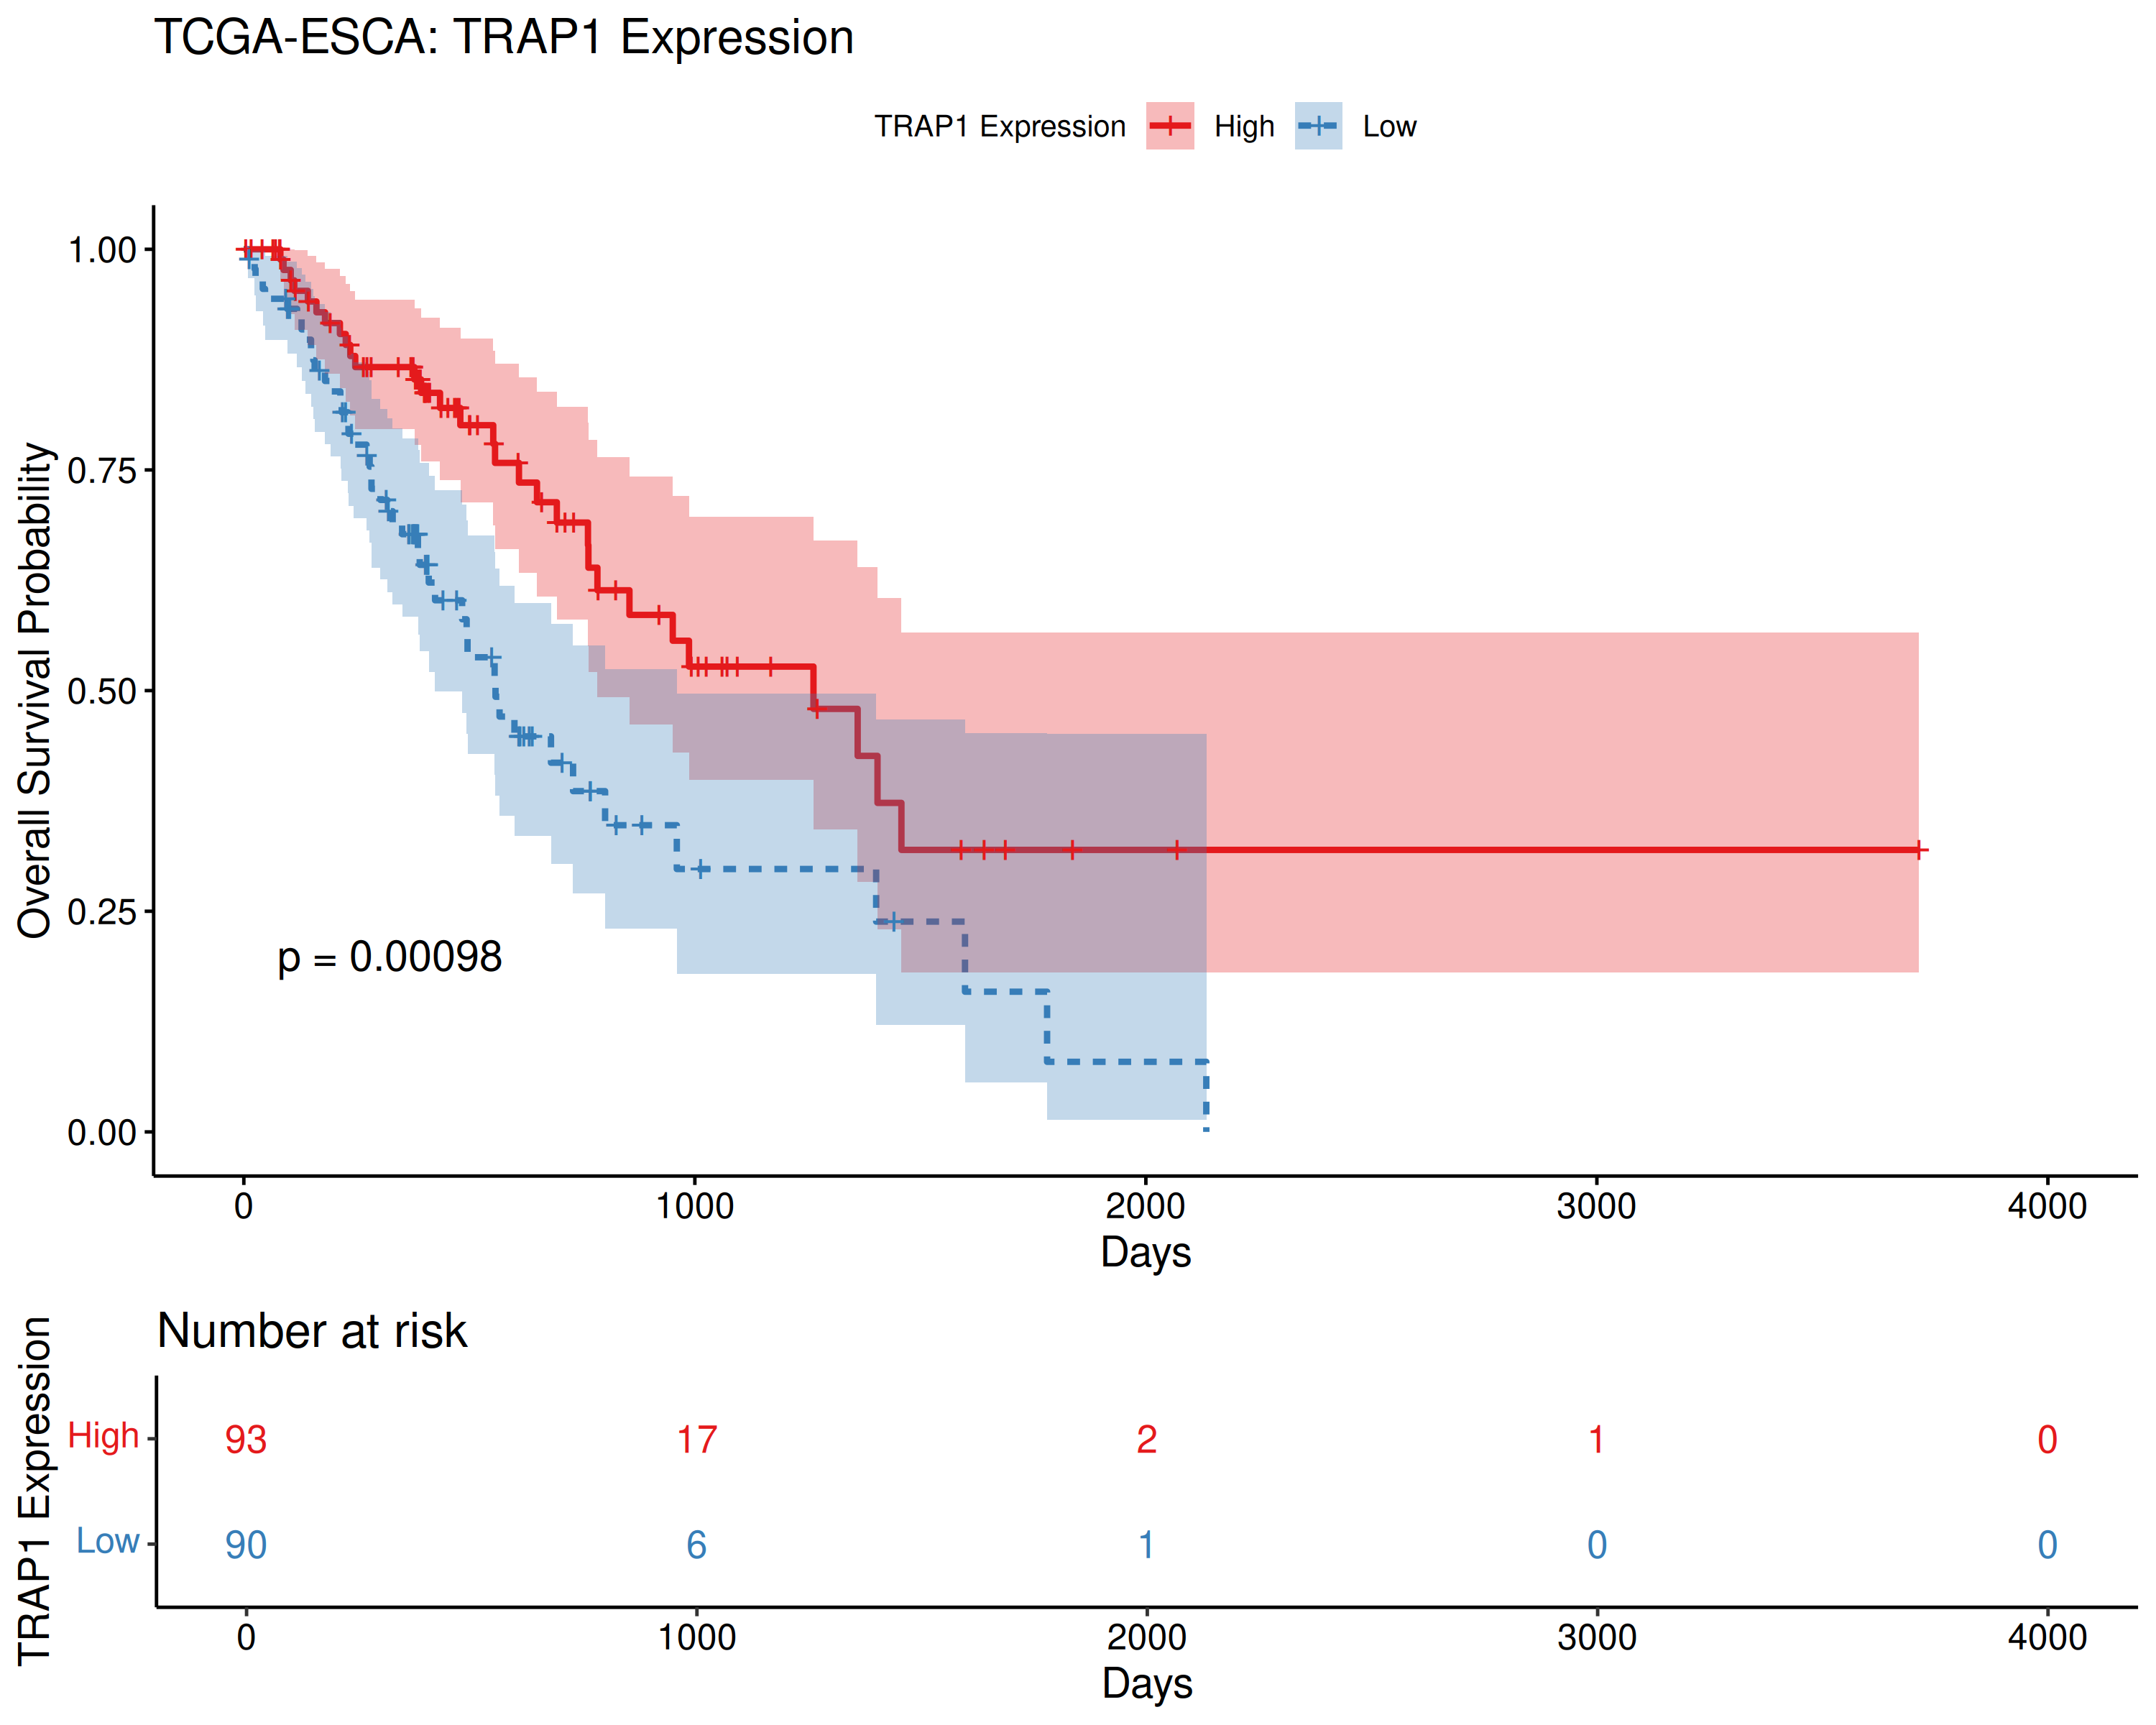 TCGA-ESCA: TRAP1 Expression
TRAP1 Expression High Low
Overall Survival Probability
1.00
0.75
0.50
0.25
0.00
p = 0.00098
0 1000 2000 3000 4000
Days
Number at risk
TRAP1 Expression
High 93 17 2 1 0
Low 90 6 1 0 0
0 1000 2000 3000 4000
Days